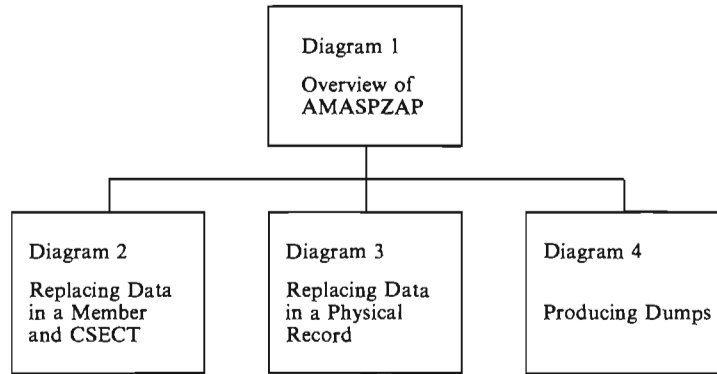 Diagram 1
Overview of
AMASPZAP
Diagram 2
Replacing Data
in a Member
and CSECT
Diagram 3
Replacing Data
in a Physical
Record
Diagram 4
Producing Dumps